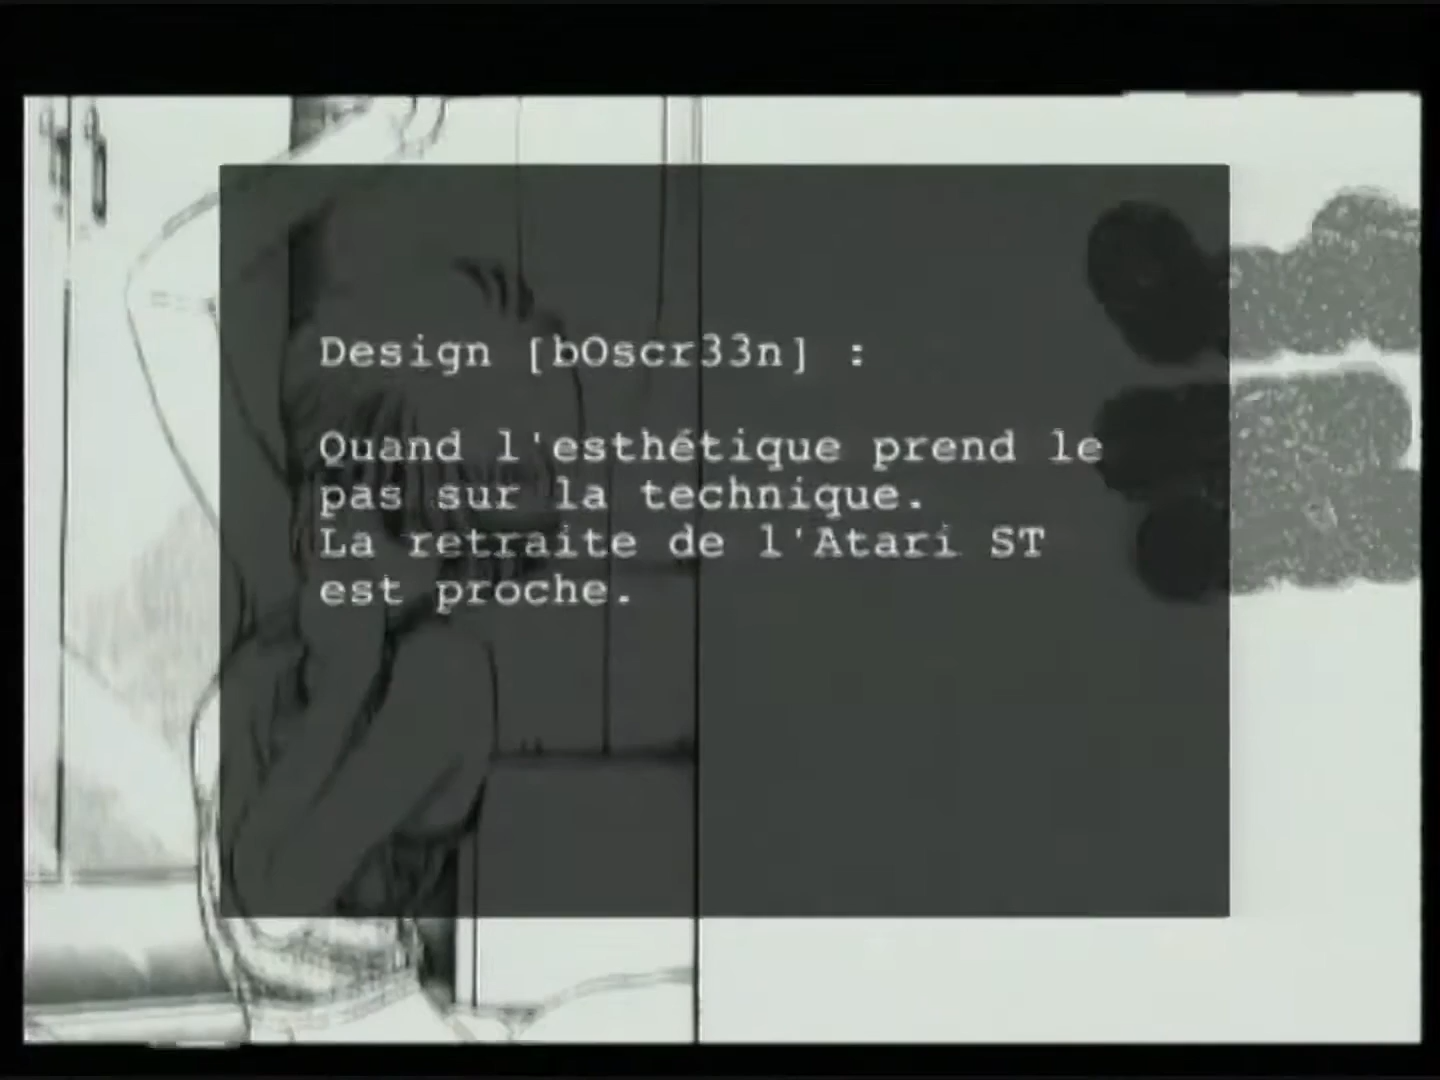 Design [bOscr33n] :
Quand l'esthétique prend le
pas sur la technique.
La retraite de l'Atari ST
est proche.